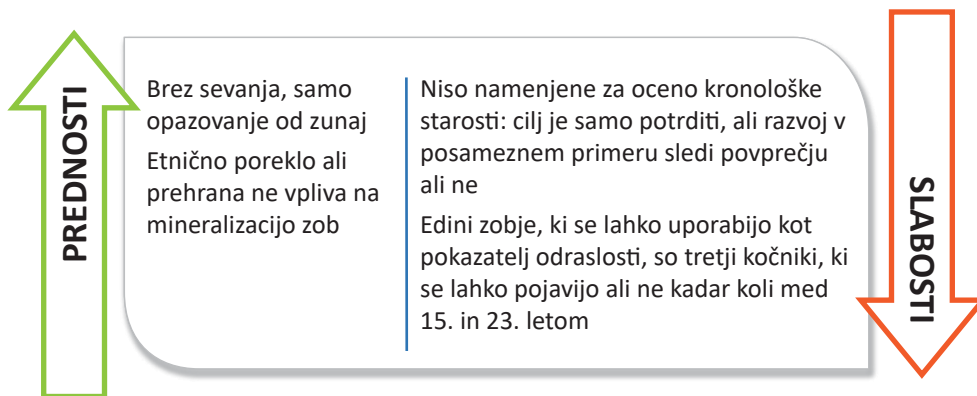 PREDNOSTI
Brez sevanja, samo
opazovanje od zunaj
Etnično poreklo ali
prehrana ne vpliva na
mineralizacijo zob
Niso namenjene za oceno kronološke
starosti: cilj je samo potrditi, ali razvoj v
posameznem primeru sledi povprečju
ali ne
Edini zobje, ki se lahko uporabijo kot
pokazatelj odraslosti, so tretji kočniki, ki
se lahko pojavijo ali ne kadar koli med
15. in 23. letom
SLABOSTI